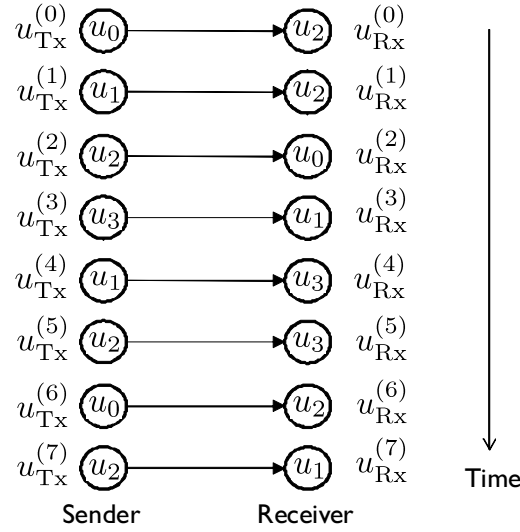 u_Tx^(0) u_0 u_2 u_Rx^(0)
u_Tx^(1) u_1 u_2 u_Rx^(1)
u_Tx^(2) u_2 u_0 u_Rx^(2)
u_Tx^(3) u_3 u_1 u_Rx^(3)
u_Tx^(4) u_1 u_3 u_Rx^(4)
u_Tx^(5) u_2 u_3 u_Rx^(5)
u_Tx^(6) u_0 u_2 u_Rx^(6)
u_Tx^(7) u_2 u_1 u_Rx^(7)
Time
Sender Receiver